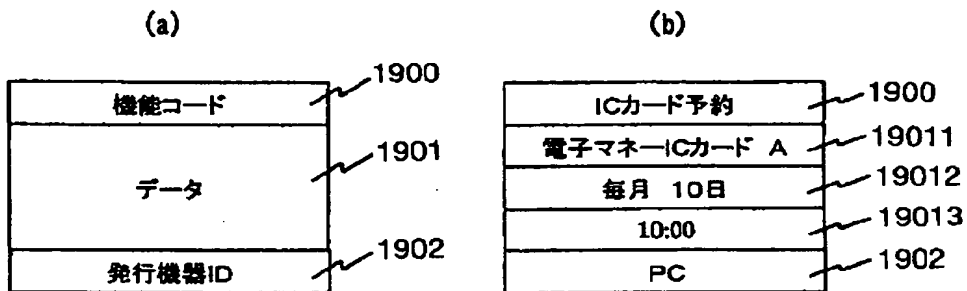 (a)
機能コード
1900
データ
1901
発行機器ID
1902
(b)
ICカード予約
1900
電子マネーICカード A
19011
毎月 10日
19012
10:00
19013
PC
1902